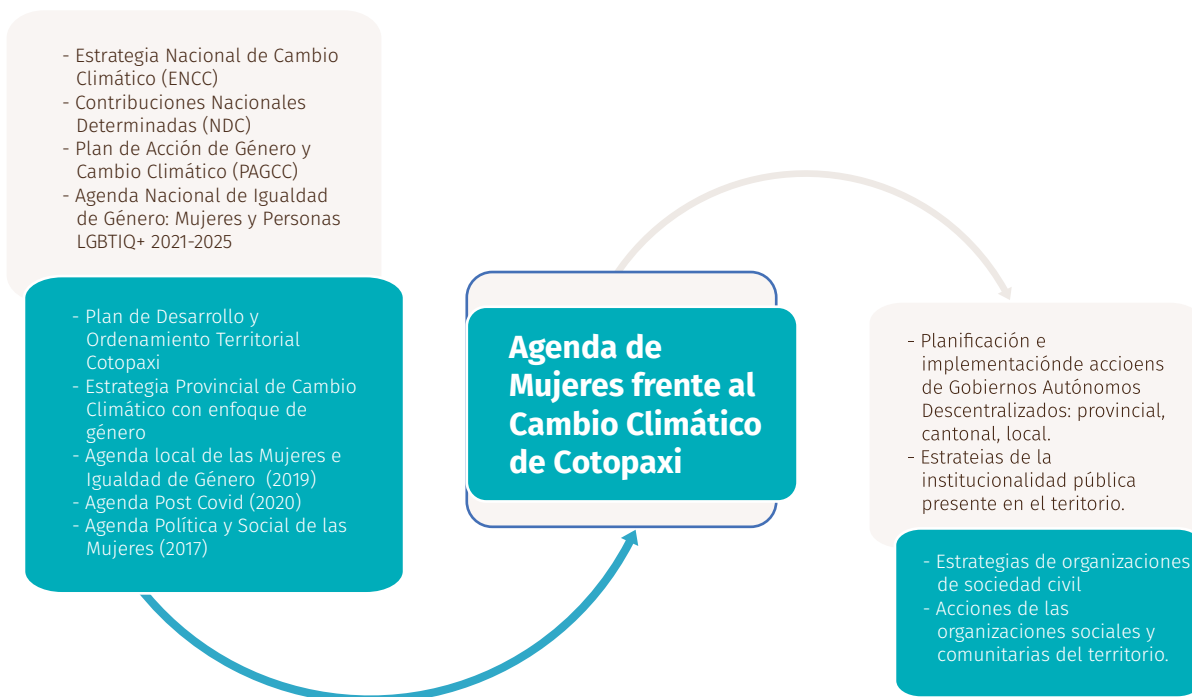 - Estrategia Nacional de Cambio
Climático (ENCC)
- Contribuciones Nacionales
Determinadas (NDC)
- Plan de Acción de Género y
Cambio Climático (PAGCC)
- Agenda Nacional de Igualdad
de Género: Mujeres y Personas
LGBTIQ+ 2021-2025
- Plan de Desarrollo y
Ordenamiento Territorial
Cotopaxi
- Estrategia Provincial de Cambio
Climático con enfoque de
género
- Agenda local de las Mujeres e
Igualdad de Género (2019)
- Agenda Post Covid (2020)
- Agenda Política y Social de las
Mujeres (2017)
Agenda de
Mujeres frente al
Cambio Climático
de Cotopaxi
- Planificación e
implementaciónde accioens
de Gobiernos Autónomos
Descentralizados: provincial,
cantonal, local.
- Estrateias de la
institucionalidad pública
presente en el teritorio.
- Estrategias de organizaciones
de sociedad civil
- Acciones de las
organizaciones sociales y
comunitarias del territorio.